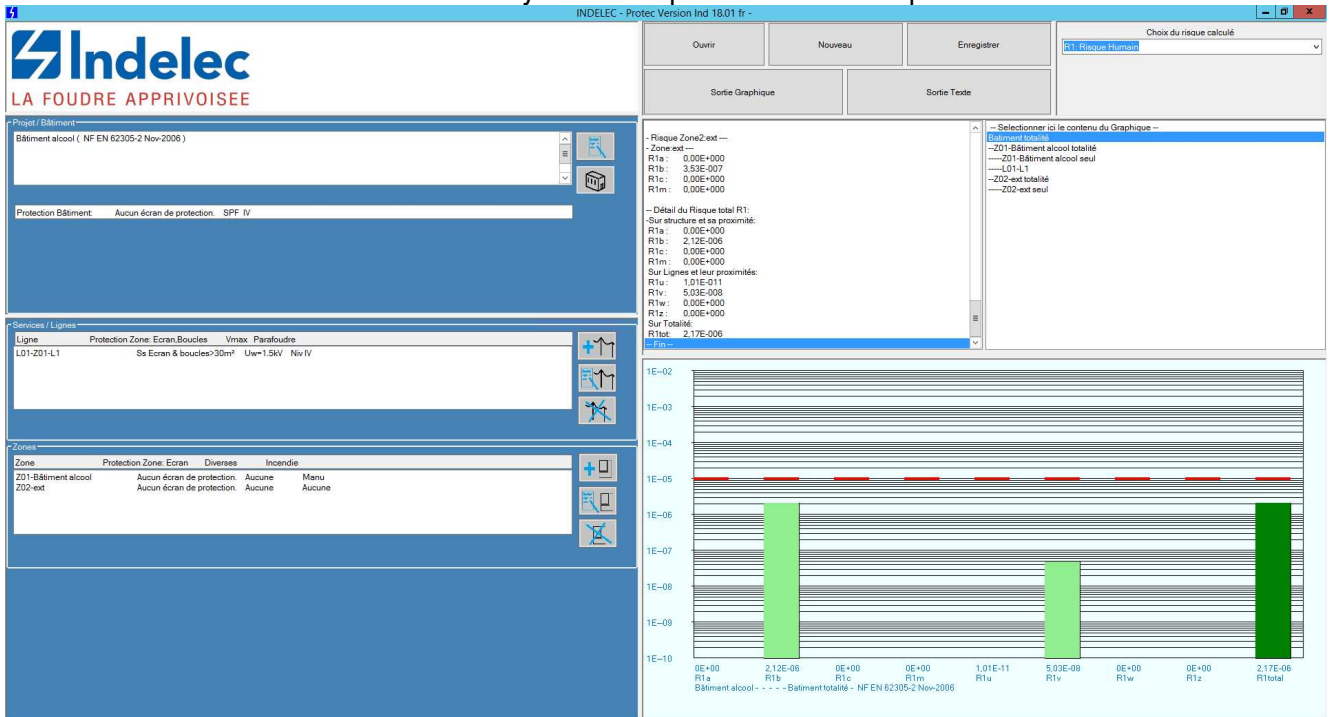 INDELEC - Protec Version Ind 18.01 fr -
Indelec
LA FOUDRE APPRIVOISEE
Ouvrir
Nouveau
Enregistrer
Sortie Graphique
Sortie Texte
Choix du risque calculé
R1: Risque Humain
Projet / Bâtiment
Bâtiment alcool ( NF EN 62305-2 Nov-2006 )
Protection Bâtiment: Aucun écran de protection. SPF IV
Services / Lignes
Ligne Protection Zone: Ecran,Boucles Vmax Parafoudre
L01-Z01-L1 Ss Ecran & boucles>30m² Uw=1.5kV Niv IV
Zones
Zone Protection Zone: Ecran Diverses Incendie
Z01-Bâtiment alcool Aucun écran de protection. Aucune Manu
Z02-ext Aucun écran de protection. Aucune Aucune
- Risque Zone2:ext ---
- Zone:ext ---
R1a : 0,00E+000
R1b : 3,53E-007
R1c : 0,00E+000
R1m : 0,00E+000
-- Détail du Risque total R1:
-Sur structure et sa proximité:
R1a : 0,00E+000
R1b : 2,12E-006
R1c : 0,00E+000
R1m : 0,00E+000
Sur Lignes et leur proximités:
R1u : 1,01E-011
R1v : 5,03E-008
R1w : 0,00E+000
R1z : 0,00E+000
Sur Totalité:
R1tot: 2,17E-006
-- Fin --
-- Selectionner ici le contenu du Graphique --
Batiment totalité
--Z01-Bâtiment alcool totalité
-----Z01-Bâtiment alcool seul
-----L01-L1
--Z02-ext totalité
-----Z02-ext seul
1E-02
1E-03
1E-04
1E-05
1E-06
1E-07
1E-08
1E-09
1E-10
0E+00 2,12E-06 0E+00 0E+00 1,01E-11 5,03E-08 0E+00 0E+00 2,17E-06
R1a R1b R1c R1m R1u R1v R1w R1z R1total
Bâtiment alcool - - - - - Batiment totalité - NF EN 62305-2 Nov-2006